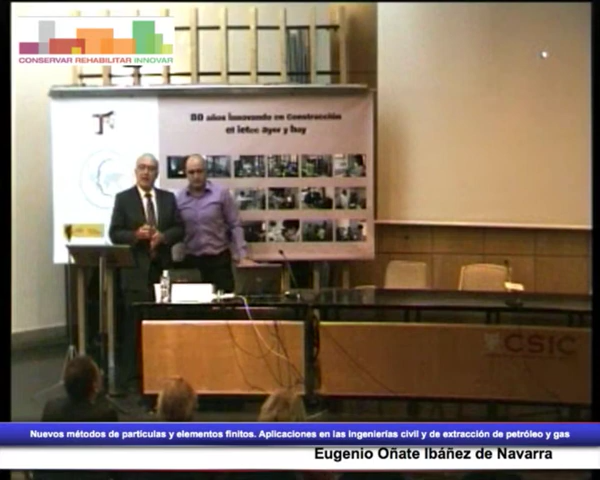 CONSERVAR REHABILITAR INNOVAR
80 años innovando en Construcción
el ietcc ayer y hoy
CSIC
Nuevos métodos de partículas y elementos finitos. Aplicaciones en las ingenierías civil y de extracción de petróleo y gas
Eugenio Oñate Ibáñez de Navarra